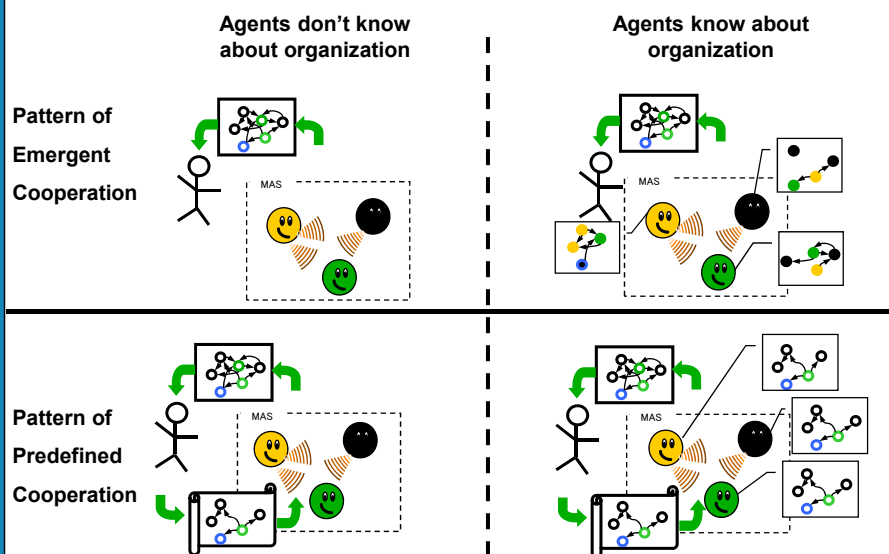 Agents don't know
about organization
Agents know about
organization
Pattern of
Emergent
Cooperation
MAS
MAS
Pattern of
Predefined
Cooperation
MAS
MAS